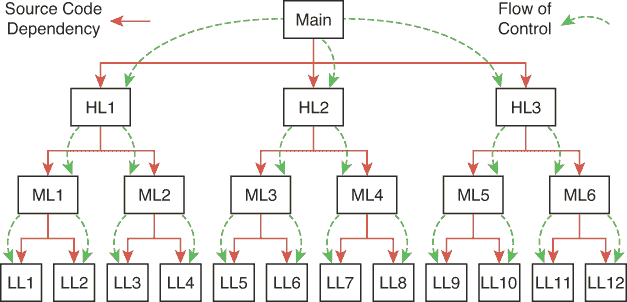 Source Code
Dependency
Main
Flow of
Control
HL1
HL2
HL3
ML1
ML2
ML3
ML4
ML5
ML6
LL1
LL2
LL3
LL4
LL5
LL6
LL7
LL8
LL9
LL10
LL11
LL12